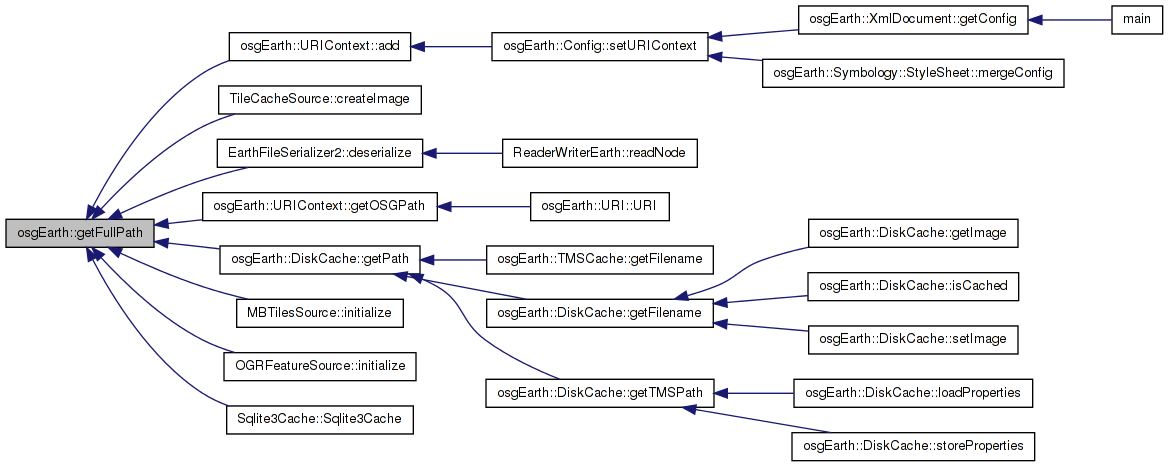 osgEarth::XmlDocument::getConfig
main
osgEarth::URIContext::add
osgEarth::Config::setURIContext
osgEarth::Symbology::StyleSheet::mergeConfig
TileCacheSource::createImage
EarthFileSerializer2::deserialize
ReaderWriterEarth::readNode
osgEarth::URIContext::getOSGPath
osgEarth::URI::URI
osgEarth::getFullPath
osgEarth::DiskCache::getImage
osgEarth::DiskCache::getPath
osgEarth::TMSCache::getFilename
osgEarth::DiskCache::isCached
MBTilesSource::initialize
osgEarth::DiskCache::getFilename
osgEarth::DiskCache::setImage
OGRFeatureSource::initialize
osgEarth::DiskCache::getTMSPath
osgEarth::DiskCache::loadProperties
Sqlite3Cache::Sqlite3Cache
osgEarth::DiskCache::storeProperties